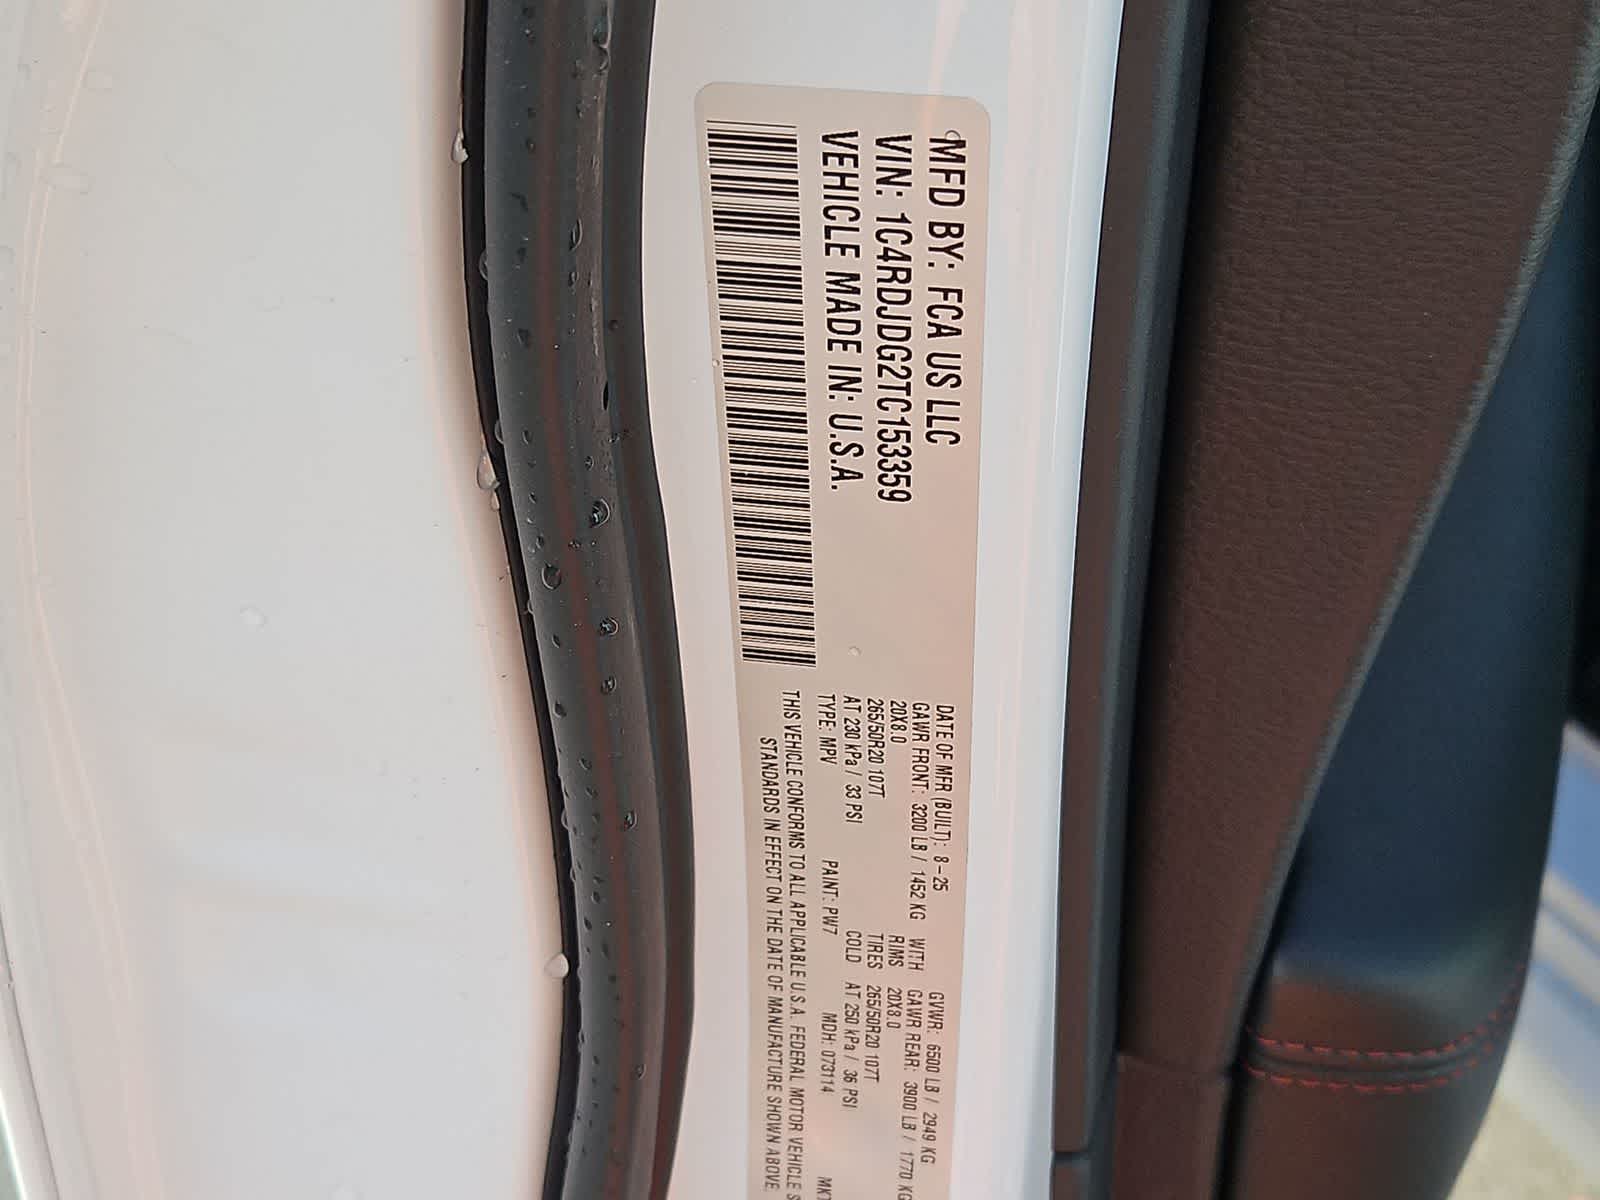 MFD BY: FCA US LLC
VIN: 1C4RDJDG2TC153359
VEHICLE MADE IN: U.S.A.
DATE OF MFR (BUILT): 8-25 GVWR: 6500 LB / 2949 KG
GAWR FRONT: 3200 LB / 1452 KG WITH GAWR REAR: 3900 LB / 1770 KG
20X8.0 RIMS 20X8.0
265/50R20 107T TIRES 265/50R20 107T
AT 230 kPa / 33 PSI COLD AT 250 kPa / 36 PSI
TYPE: MPV PAINT: PW7 MDH: 073114
THIS VEHICLE CONFORMS TO ALL APPLICABLE U.S.A. FEDERAL MOTOR VEHICLE
STANDARDS IN EFFECT ON THE DATE OF MANUFACTURE SHOWN ABOVE.